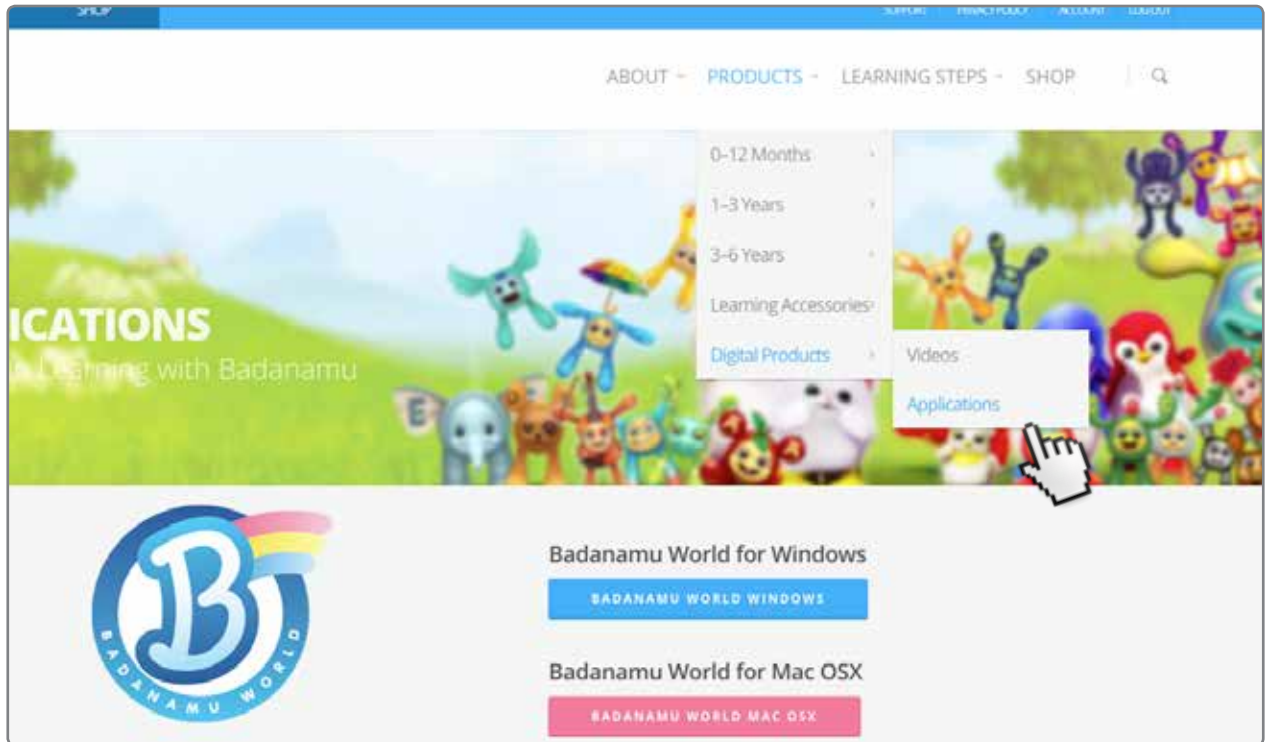 SHOP
SUPPORT PRIVACY POLICY ACCOUNT LOGOUT
ABOUT PRODUCTS LEARNING STEPS SHOP
0-12 Months
1-3 Years
3-6 Years
Learning Accessories
Digital Products
Videos
Applications
ICATIONS
Learning with Badanamu
E
A
B
BADANAMU WORLD
Badanamu World for Windows
BADANAMU WORLD WINDOWS
Badanamu World for Mac OSX
BADANAMU WORLD MAC OSX